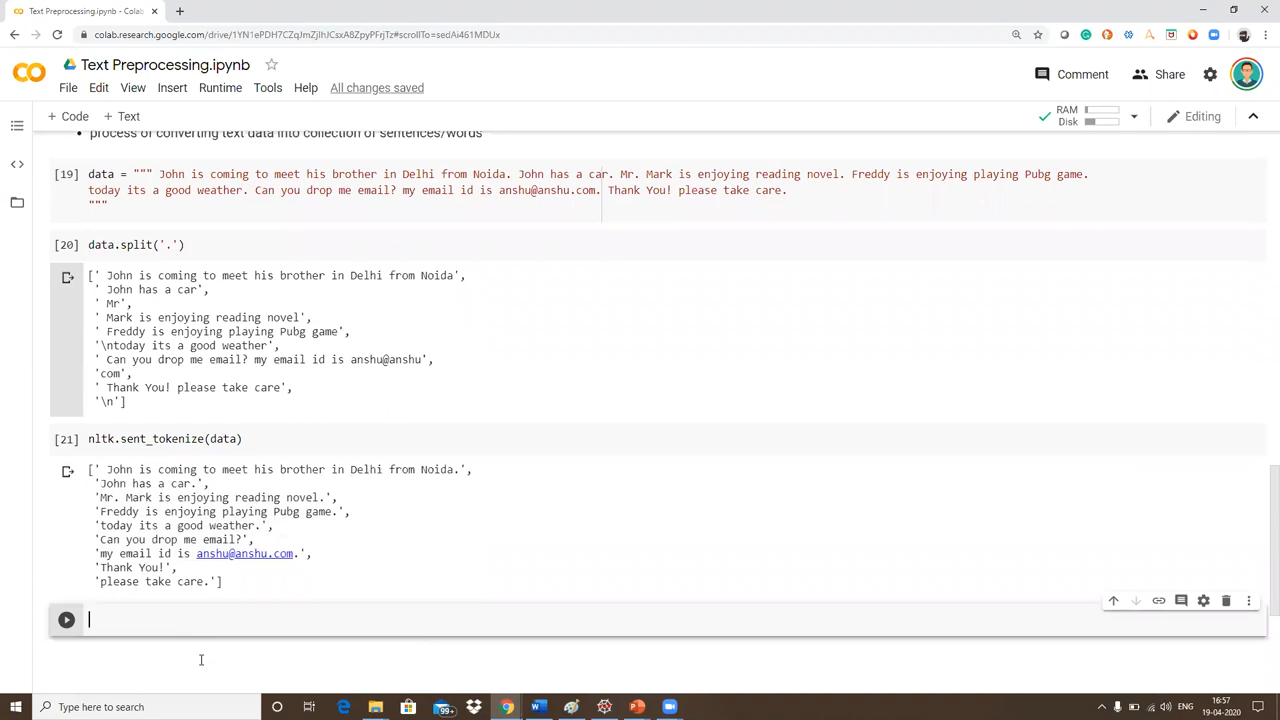 Text Preprocessing.ipynb - Colab
colab.research.google.com/drive/1YN1ePDH7CZqJmZjIhJCsxA8ZpyPFrjTz#scrollTo=sedAi461MDUx
Text Preprocessing.ipynb
Comment
Share
File Edit View Insert Runtime Tools Help All changes saved
+ Code + Text
RAM
Disk
Editing
process of converting text data into collection of sentences/words
[19] data = """ John is coming to meet his brother in Delhi from Noida. John has a car. Mr. Mark is enjoying reading novel. Freddy is enjoying playing Pubg game.
today its a good weather. Can you drop me email? my email id is anshu@anshu.com. Thank You! please take care.
"""
[20] data.split('.')
[' John is coming to meet his brother in Delhi from Noida',
' John has a car',
' Mr',
' Mark is enjoying reading novel',
' Freddy is enjoying playing Pubg game',
'\ntoday its a good weather',
' Can you drop me email? my email id is anshu@anshu',
'com',
' Thank You! please take care',
'\n']
[21] nltk.sent_tokenize(data)
[' John is coming to meet his brother in Delhi from Noida.',
'John has a car.',
'Mr. Mark is enjoying reading novel.',
'Freddy is enjoying playing Pubg game.',
'today its a good weather.',
'Can you drop me email?',
'my email id is anshu@anshu.com.',
'Thank You!',
'please take care.']
Type here to search
99+
ENG
16:57
19-04-2020